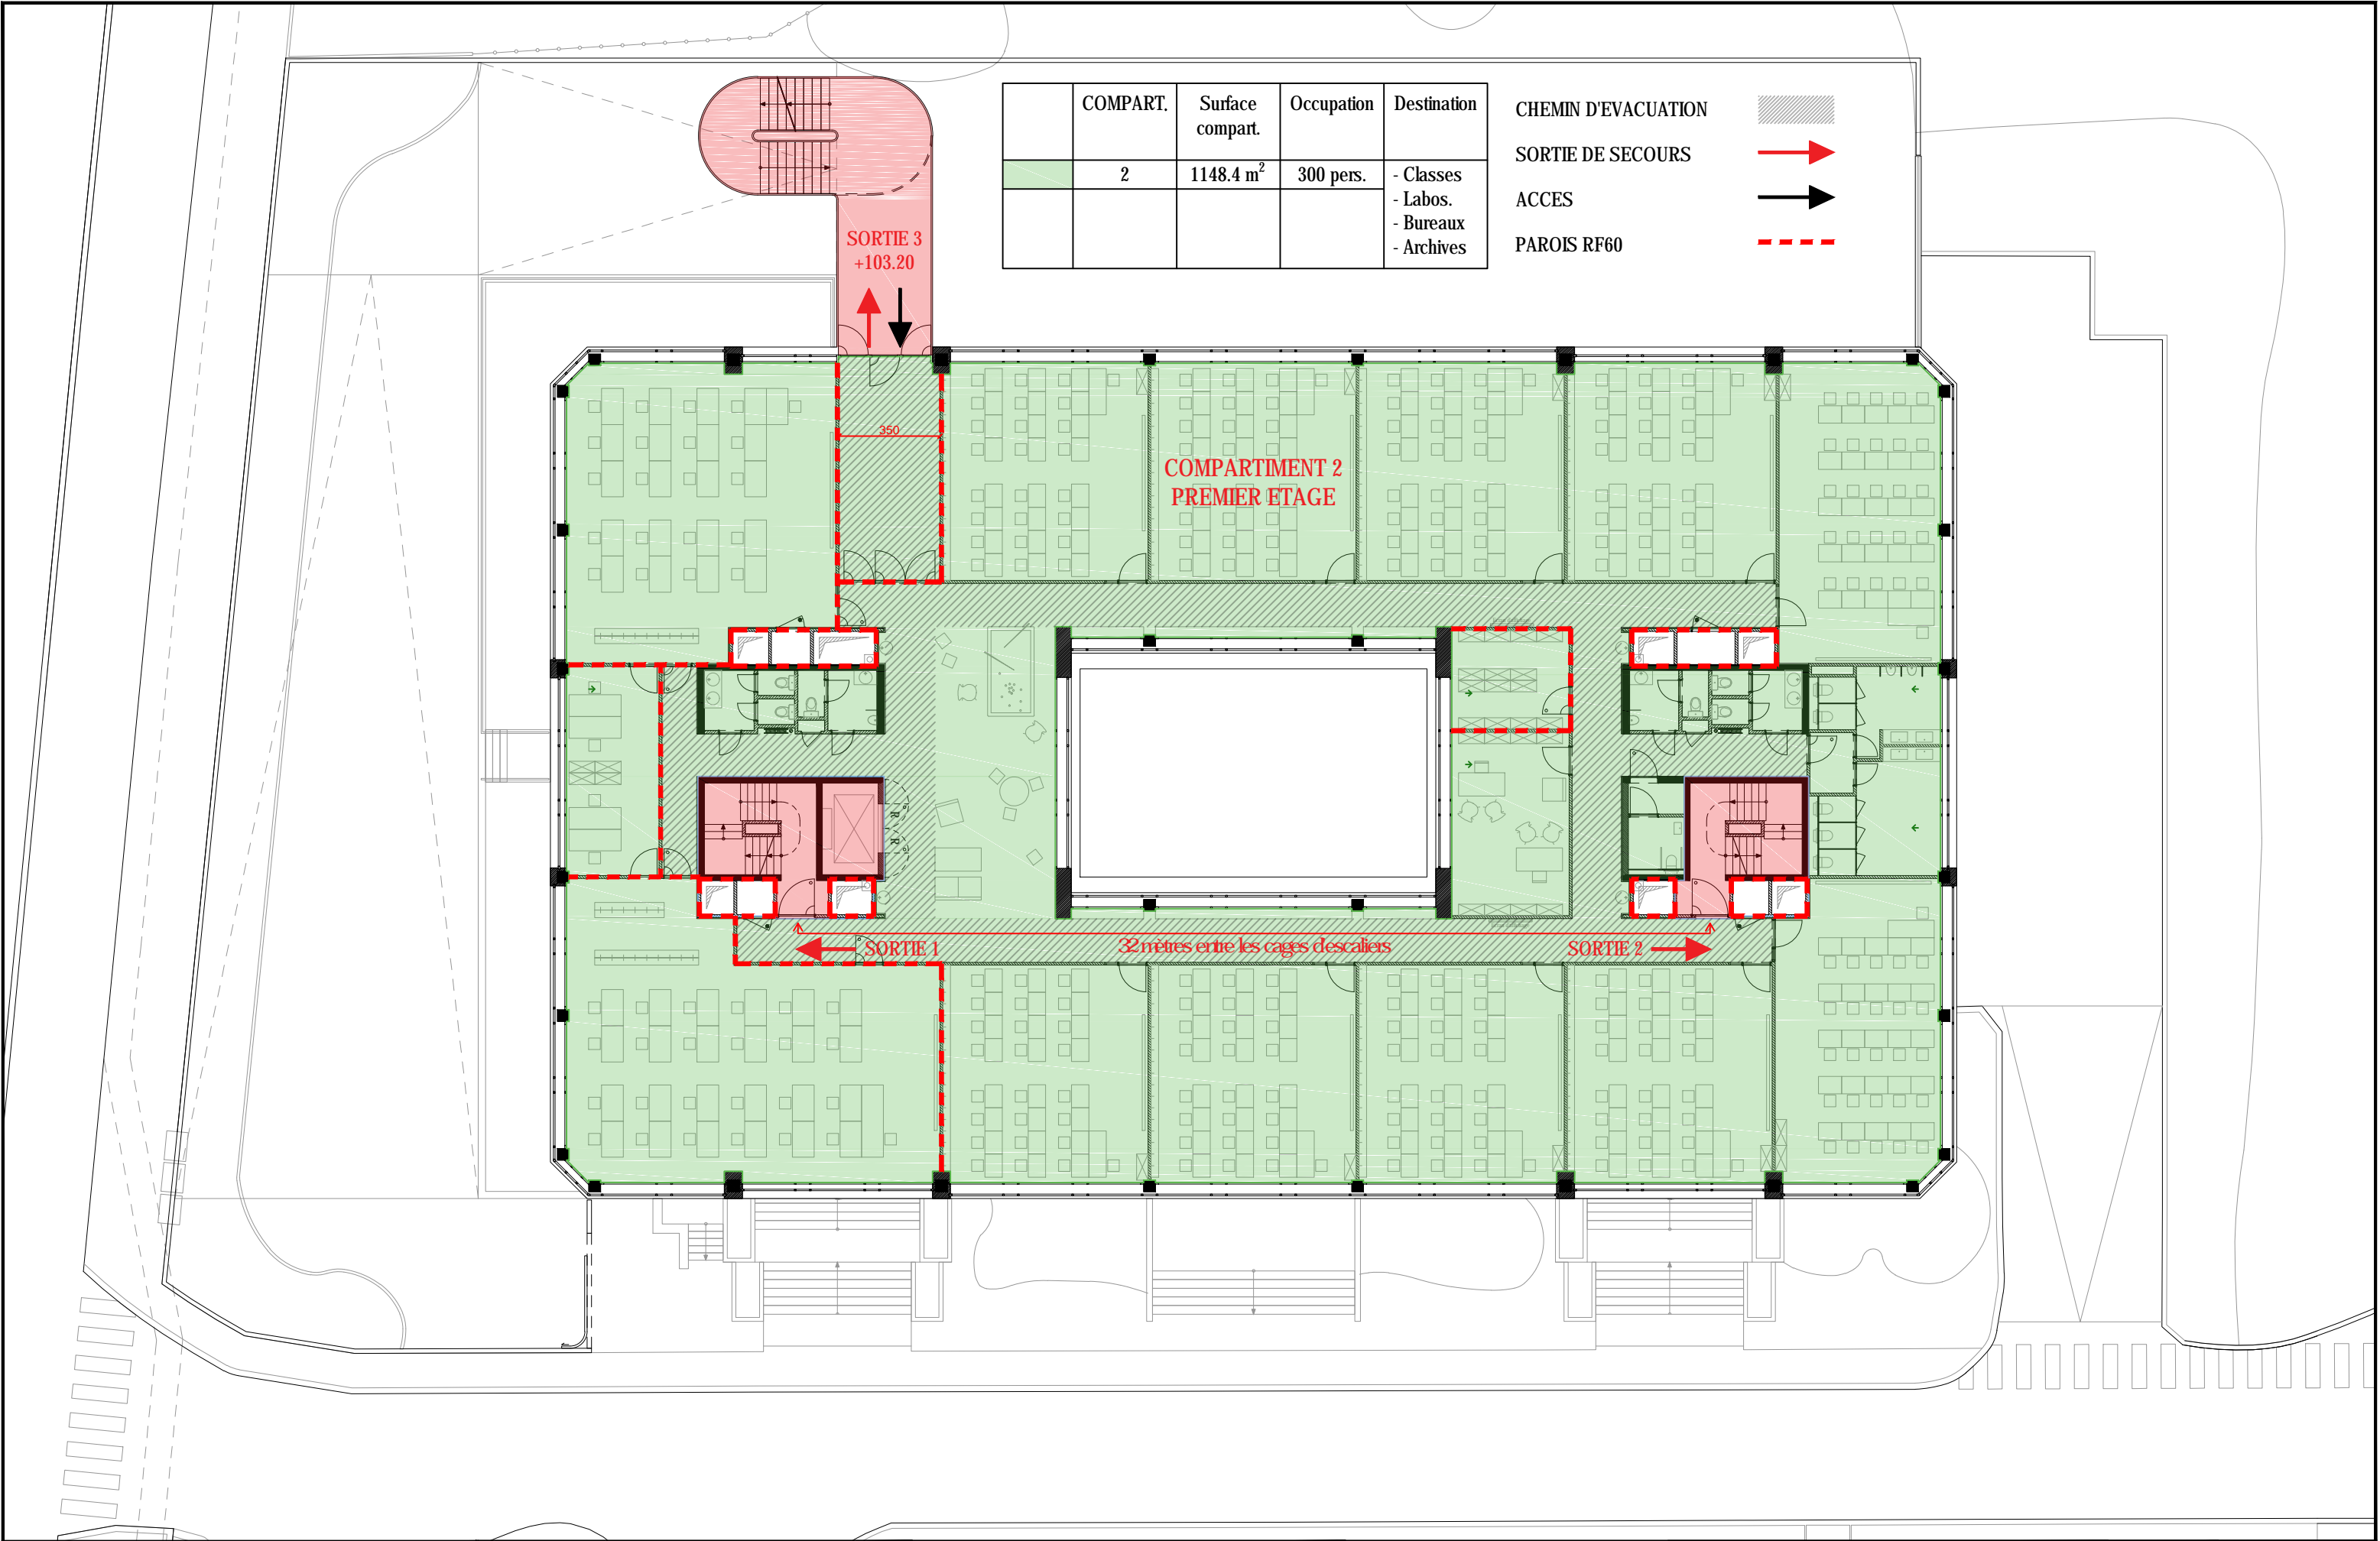 COMPART.
Surface
compart.
Occupation
Destination
2
1148.4 m²
300 pers.
- Classes
- Labos.
- Bureaux
- Archives
CHEMIN D'EVACUATION
SORTIE DE SECOURS
ACCES
PAROIS RF60
SORTIE 3
+103.20
350
COMPARTIMENT 2
PREMIER ETAGE
R
R
SORTIE 1
32 mètres entre les cages d'escaliers
SORTIE 2